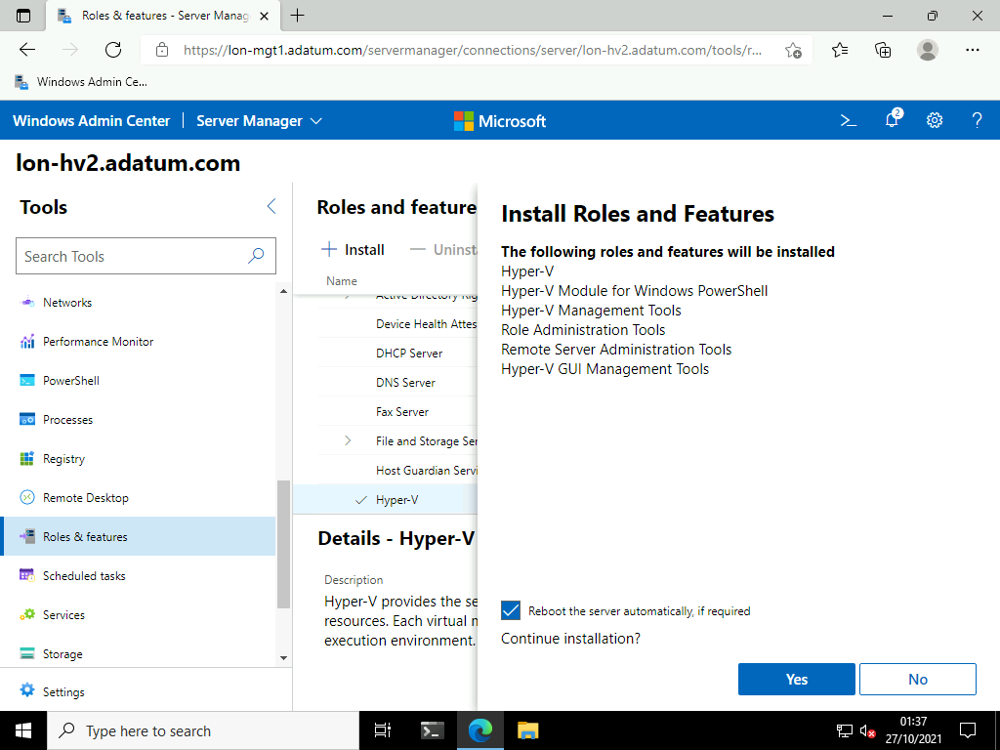 Roles & features - Server Manag
https://lon-mgt1.adatum.com/servermanager/connections/server/lon-hv2.adatum.com/tools/r...
Windows Admin Ce...
Windows Admin Center
Server Manager
Microsoft
2
lon-hv2.adatum.com
Tools
Search Tools
Networks
Performance Monitor
PowerShell
Processes
Registry
Remote Desktop
Roles & features
Scheduled tasks
Services
Storage
Settings
Roles and feature
Install
Uninsta
Name
Active Directory Rig
Device Health Attes
DHCP Server
DNS Server
Fax Server
File and Storage Ser
Host Guardian Servi
Hyper-V
Details - Hyper-V
Description
Hyper-V provides the se
resources. Each virtual m
execution environment.
Install Roles and Features
The following roles and features will be installed
Hyper-V
Hyper-V Module for Windows PowerShell
Hyper-V Management Tools
Role Administration Tools
Remote Server Administration Tools
Hyper-V GUI Management Tools
Reboot the server automatically, if required
Continue installation?
Yes
No
Type here to search
01:37
27/10/2021